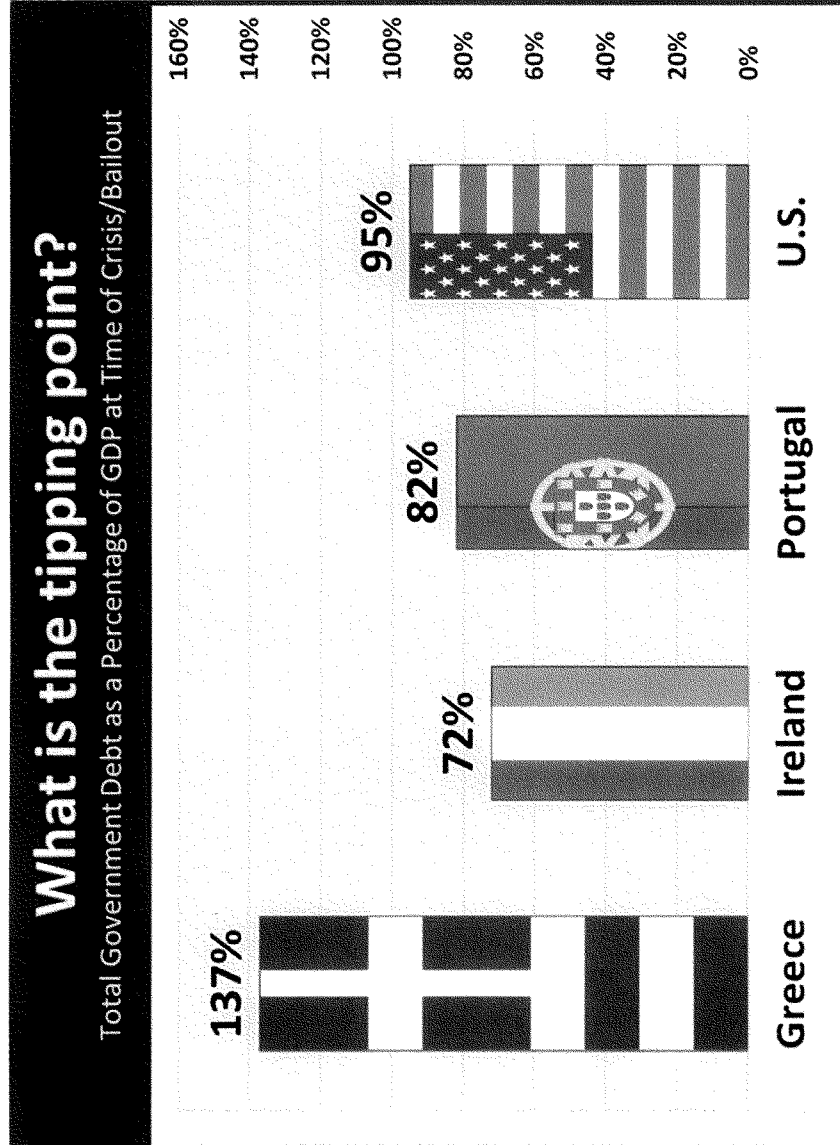 What is the tipping point?
Total Government Debt as a Percentage of GDP at Time of Crisis/Bailout
160%
140%
120%
100%
80%
60%
40%
20%
0%
137%
72%
82%
95%
Greece
Ireland
Portugal
U.S.